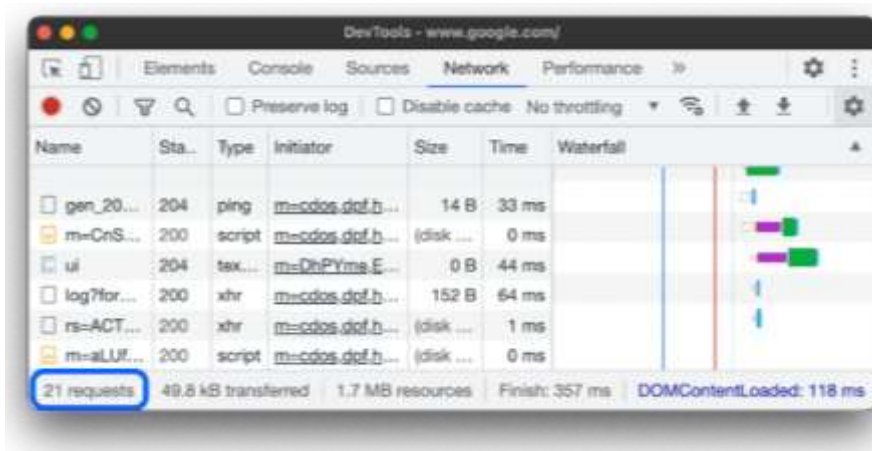 DevTools - www.google.com/
Elements Console Sources Network Performance »
Preserve log Disable cache No throttling
Name Sta... Type Initiator Size Time Waterfall
gen_20... 204 ping m=cdos,dpf,h... 14 B 33 ms
m=CnS... 200 script m=cdos,dpf,h... (disk ... 0 ms
ui 204 tex... m=DhPYme,E... 0 B 44 ms
log?for... 200 xhr m=cdos,dpf,h... 152 B 64 ms
rs=ACT... 200 xhr m=cdos,dpf,h... (disk ... 1 ms
m=aLUf... 200 script m=cdos,dpf,h... (disk ... 0 ms
21 requests 49.8 kB transferred 1.7 MB resources Finish: 357 ms DOMContentLoaded: 118 ms